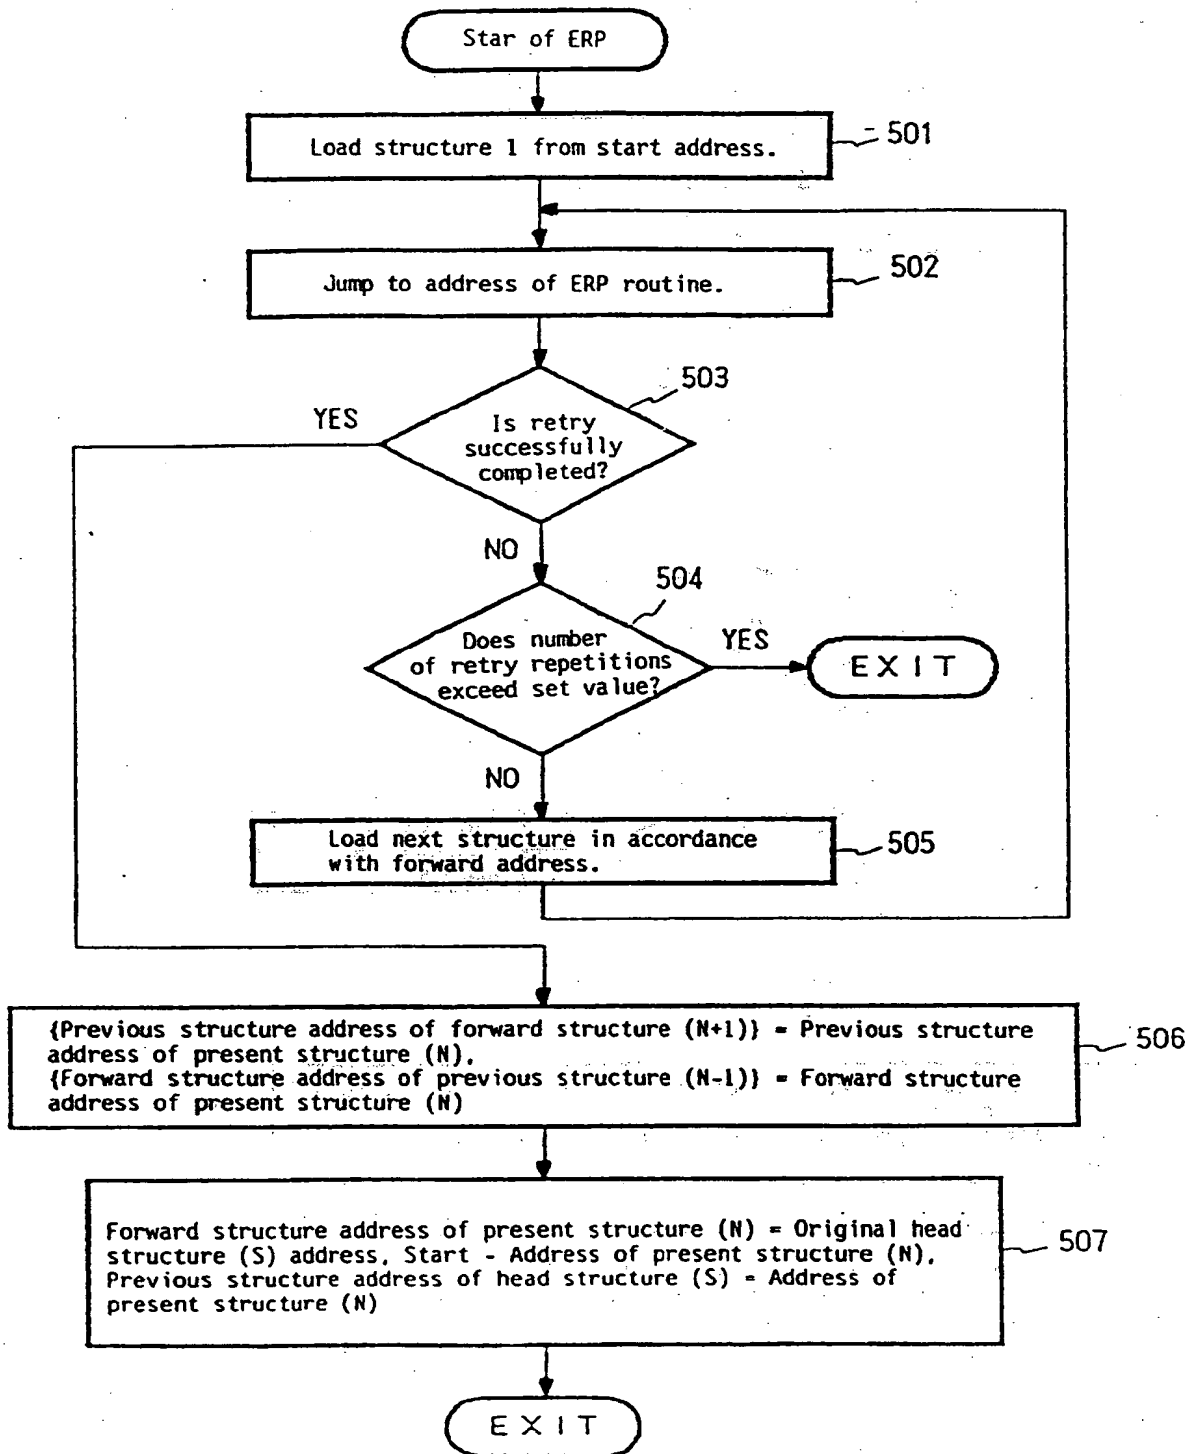 Star of ERP
Load structure 1 from start address.
501
Jump to address of ERP routine.
502
503
YES
Is retry
successfully
completed?
NO
504
Does number
of retry repetitions
exceed set value?
YES
EXIT
NO
Load next structure in accordance
with forward address.
505
{Previous structure address of forward structure (N+1)} = Previous structure
address of present structure (N),
{Forward structure address of previous structure (N-1)} = Forward structure
address of present structure (N)
506
Forward structure address of present structure (N) = Original head
structure (S) address, Start - Address of present structure (N),
Previous structure address of head structure (S) = Address of
present structure (N)
507
EXIT